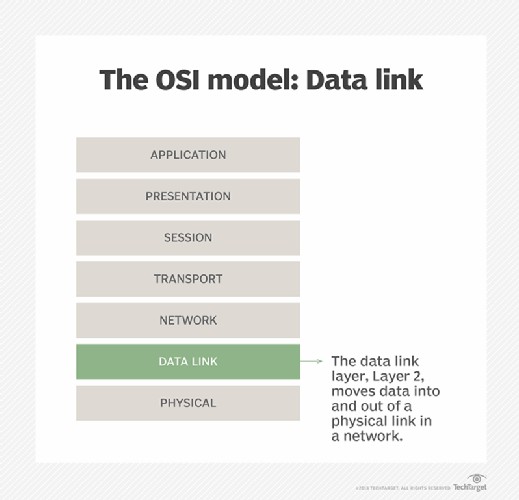 The OSI model: Data link
APPLICATION
PRESENTATION
SESSION
TRANSPORT
NETWORK
DATA LINK
The data link
layer, Layer 2,
moves data into
and out of a
physical link in
a network.
PHYSICAL
TECHTARGET. ALL RIGHTS RESERVED
TechTarget